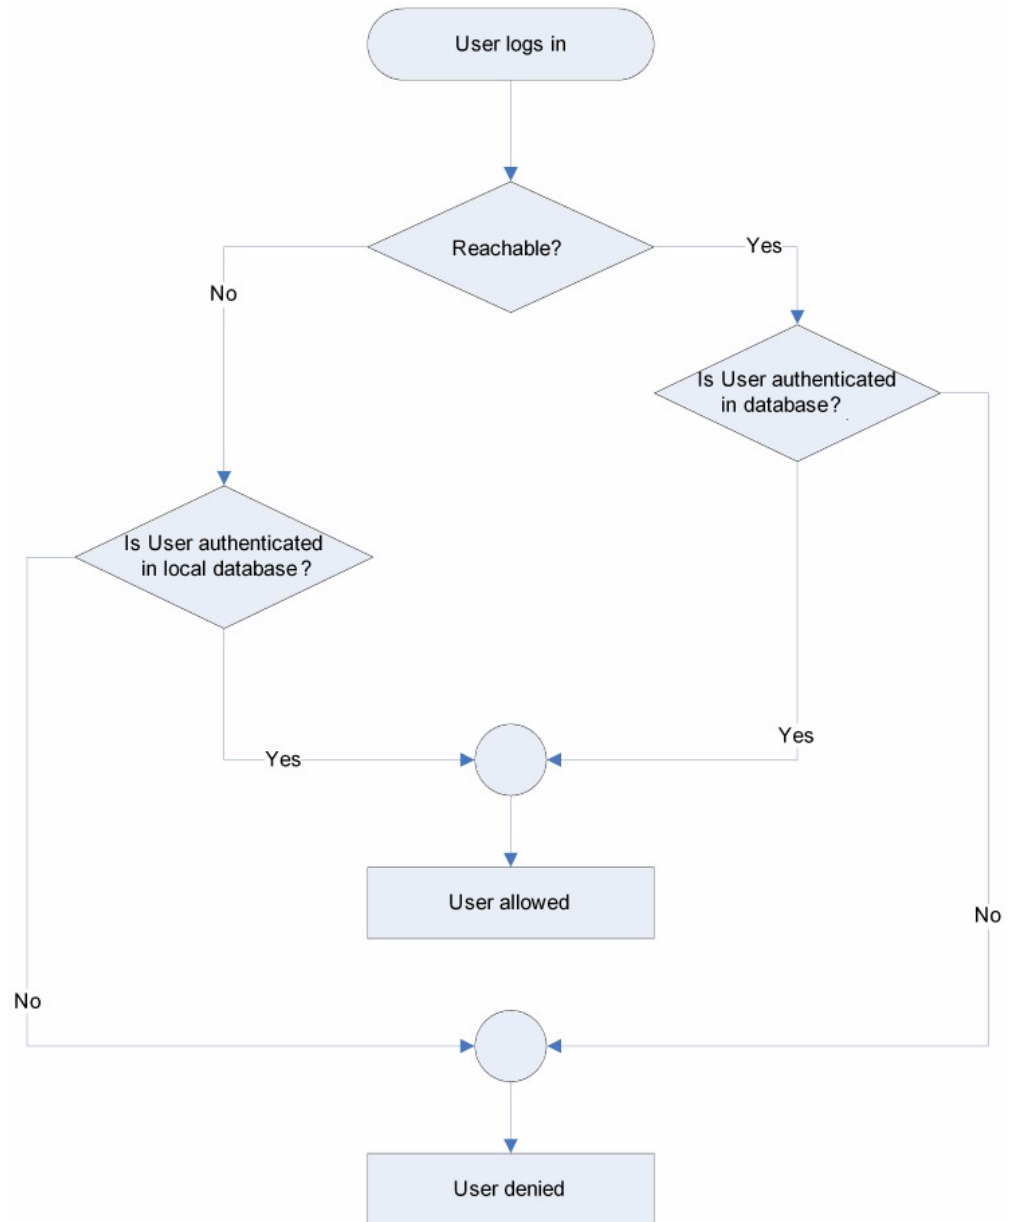 User logs in
Reachable?
Yes
No
Is User authenticated
in database?
Is User authenticated
in local database?
Yes
Yes
User allowed
No
No
User denied